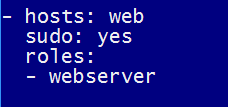 - hosts: web
  sudo: yes
  roles:
  - webserver